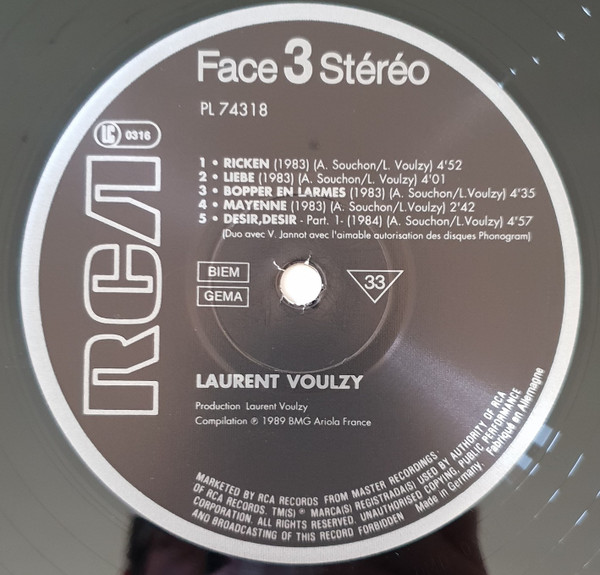 Face 3 Stéréo
PL 74318
LC 0316
RCA
1 • RICKEN (1983) (A. Souchon/L. Voulzy) 4'52
2 • LIEBE (1983) (A. Souchon/L. Voulzy) 4'01
3 • BOPPER EN LARMES (1983) (A. Souchon/L.Voulzy) 4'35
4 • MAYENNE (1983) (A. Souchon/L. Voulzy) 2'42
5 • DESIR,DESIR - Part. 1- (1984) (A. Souchon/L. Voulzy) 4'57
(Duo avec V. Jannot avec l'aimable autorisation des disques Phonogram)
BIEM
GEMA
33
LAURENT VOULZY
Production Laurent Voulzy
Compilation ℗ 1989 BMG Ariola France
MARKETED BY RCA RECORDS FROM MASTER RECORDINGS
OF RCA RECORDS. TM(S) ® MARCA(S) REGISTRADA(S) USED BY AUTHORITY OF RCA
CORPORATION. ALL RIGHTS RESERVED. UNAUTHORISED COPYING, PUBLIC PERFORMANCE
AND BROADCASTING OF THIS RECORD FORBIDDEN Made in Germany. Fabriqué en Allemagne